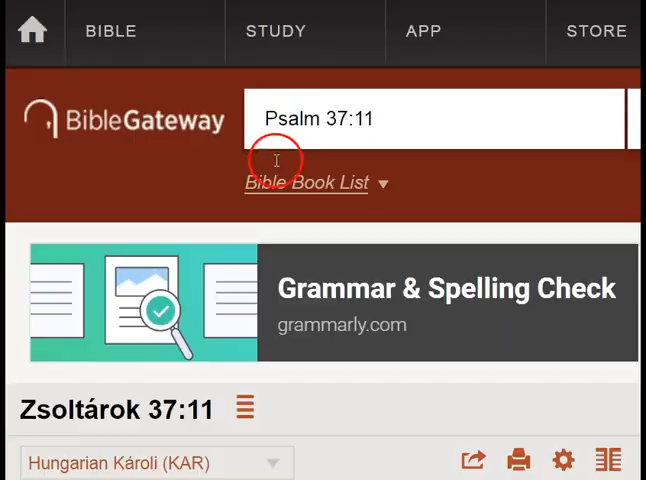 BIBLE STUDY APP STORE
BibleGateway Psalm 37:11
Bible Book List
Grammar & Spelling Check
grammarly.com
Zsoltárok 37:11
Hungarian Károli (KAR)